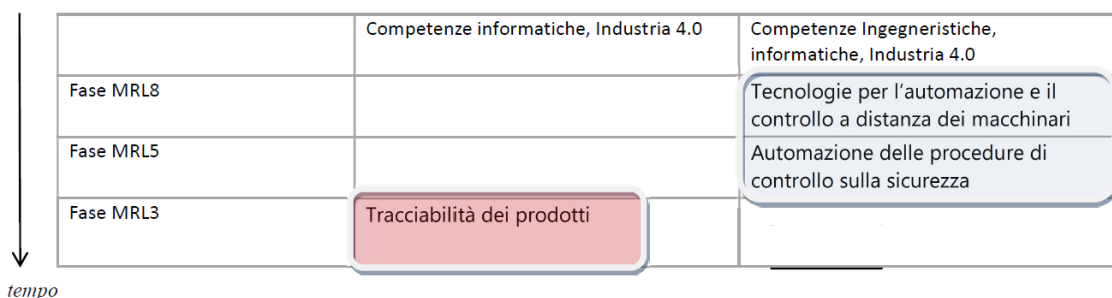 Competenze informatiche, Industria 4.0
Competenze Ingegneristiche,
informatiche, Industria 4.0
Fase MRL8
Tecnologie per l'automazione e il
controllo a distanza dei macchinari
Fase MRL5
Automazione delle procedure di
controllo sulla sicurezza
Fase MRL3
Tracciabilità dei prodotti
tempo